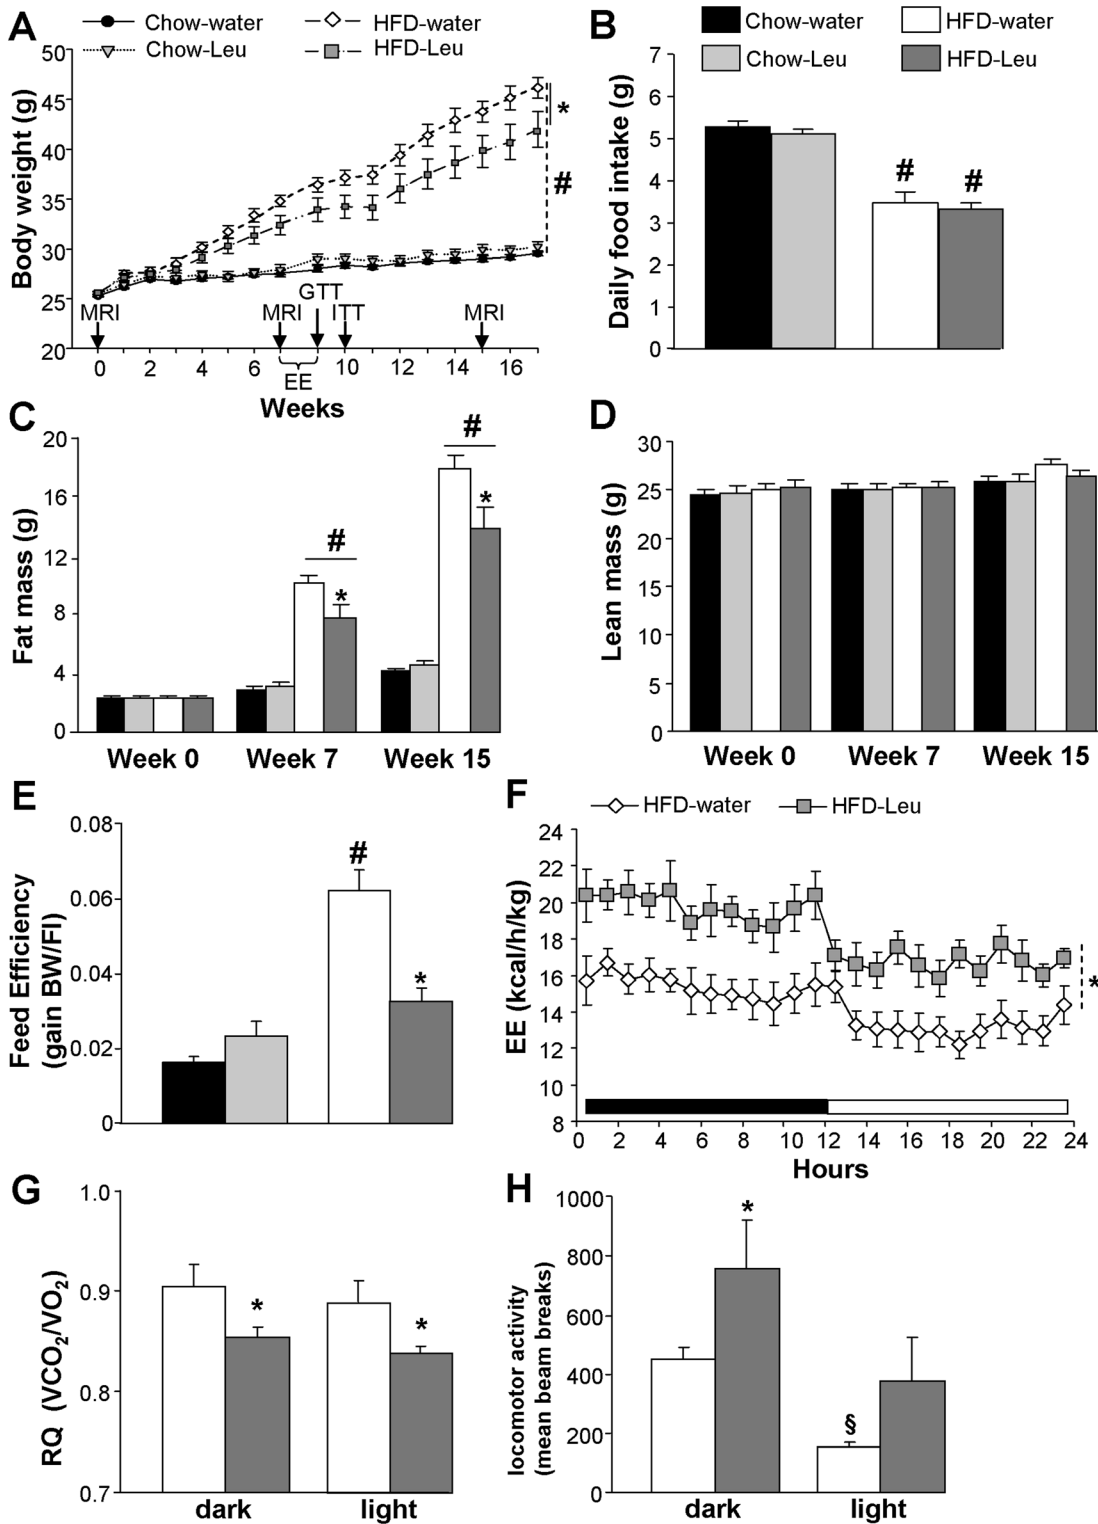 A
Chow-water
HFD-water
Chow-Leu
HFD-Leu
Body weight (g)
50
45
40
35
30
25
20
*
#
MRI
MRI
GTT
ITT
MRI
0 2 4 6 10 12 14 16
EE
Weeks
B
Chow-water
HFD-water
Chow-Leu
HFD-Leu
Daily food intake (g)
7
6
5
4
3
2
1
0
# #
C
Fat mass (g)
20
16
12
8
4
0
#
*
#
*
Week 0 Week 7 Week 15
D
Lean mass (g)
30
25
20
15
10
5
0
Week 0 Week 7 Week 15
E
Feed Efficiency
(gain BW/FI)
0.08
0.06
0.04
0.02
0
#
*
F
HFD-water
HFD-Leu
EE (kcal/h/kg)
24
22
20
18
16
14
12
10
8
*
0 2 4 6 8 10 12 14 16 18 20 22 24
Hours
G
RQ (VCO2/VO2)
1.0
0.9
0.8
0.7
*
*
dark light
H
locomotor activity
(mean beam breaks)
1000
800
600
400
200
0
*
§
dark light